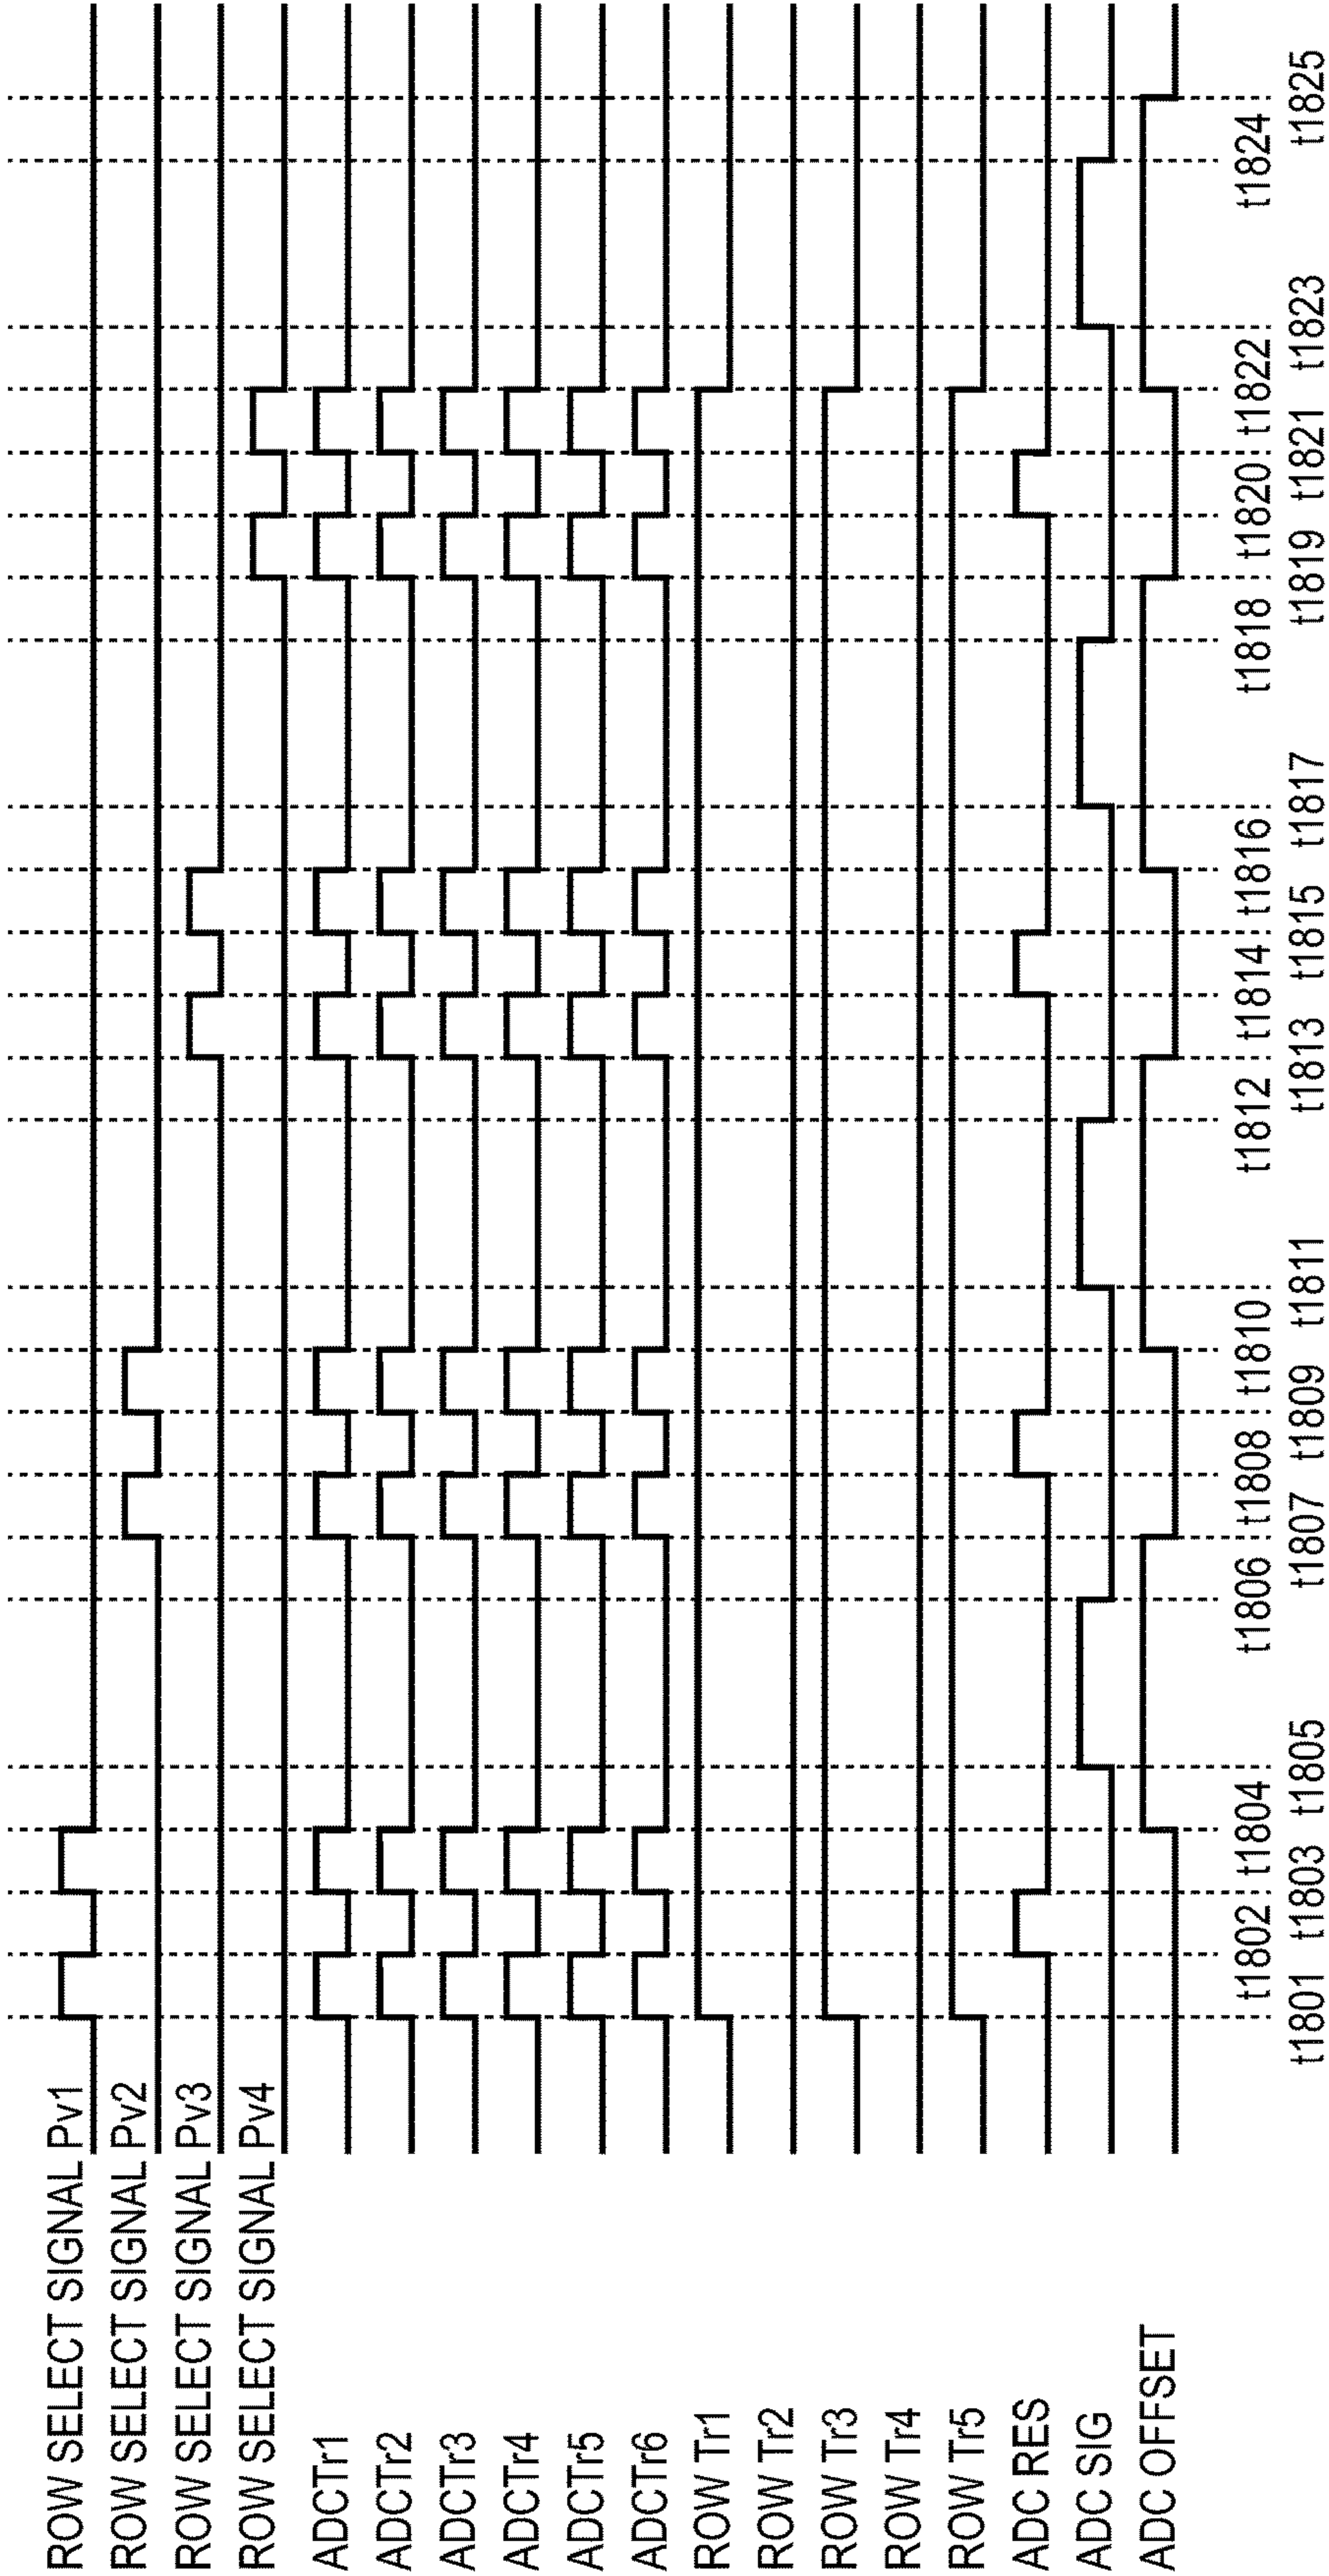 ROW SELECT SIGNAL Pv1
ROW SELECT SIGNAL Pv2
ROW SELECT SIGNAL Pv3
ROW SELECT SIGNAL Pv4
ADCTr1
ADCTr2
ADCTr3
ADCTr4
ADCTr5
ADCTr6
ROW Tr1
ROW Tr2
ROW Tr3
ROW Tr4
ROW Tr5
ADC RES
ADC SIG
ADC OFFSET
t1802 t1804 t1806 t1808 t1810 t1812 t1814 t1816 t1818 t1820 t1822 t1824
t1801 t1803 t1805 t1807 t1809 t1811 t1813 t1815 t1817 t1819 t1821 t1823 t1825